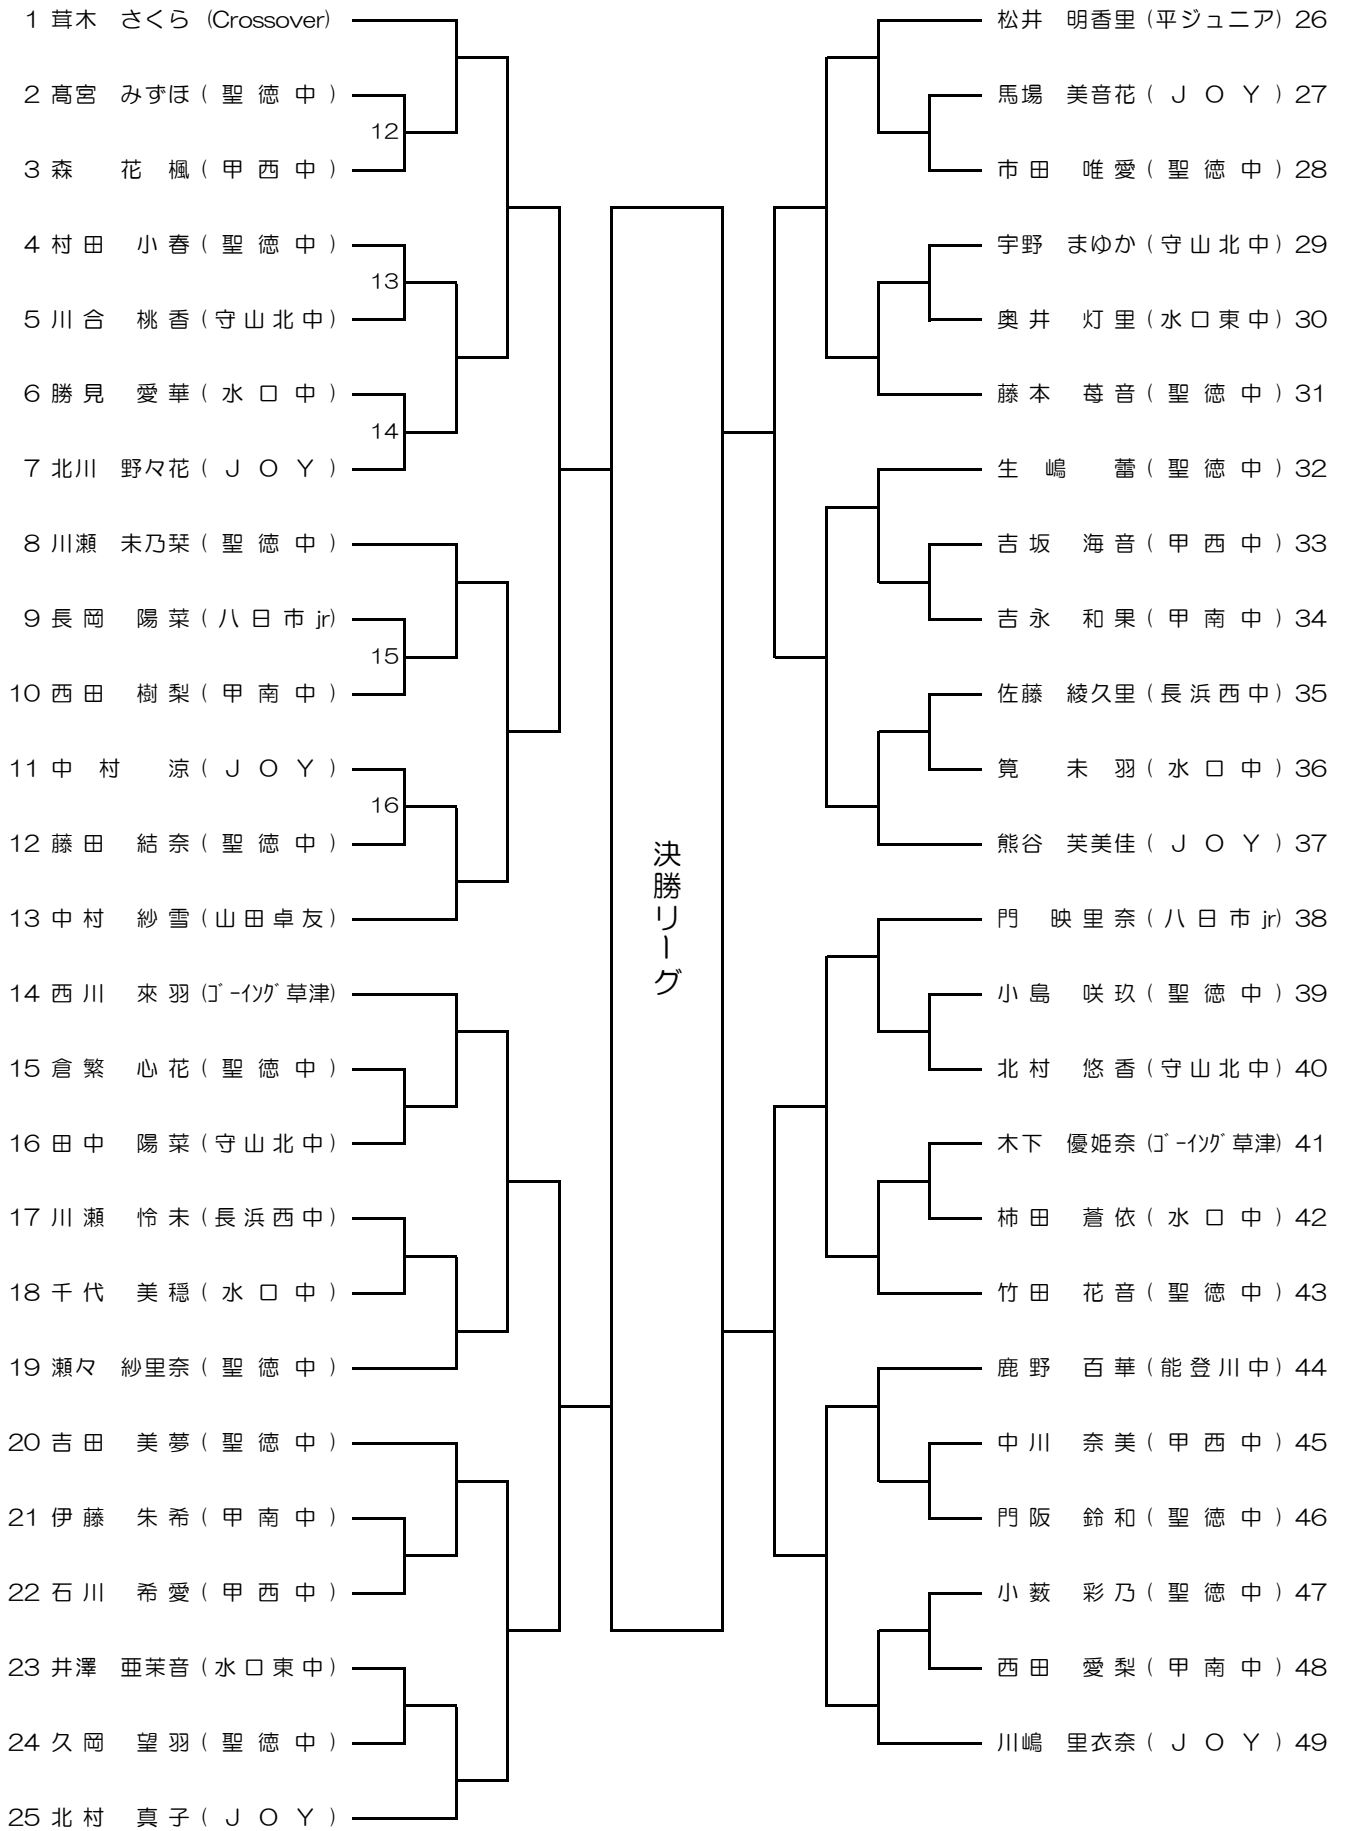 1 茸木 さくら (Crossover)
2 髙宮 みずほ ( 聖 徳 中 )
12
3 森 花 楓 ( 甲 西 中 )
4 村 田 小 春 ( 聖 徳 中 )
13
5 川 合 桃 香 ( 守 山 北 中 )
6 勝 見 愛 華 ( 水 口 中 )
14
7 北川 野々花 ( J O Y )
8 川瀬 未乃栞 ( 聖 徳 中 )
9 長 岡 陽 菜 ( 八 日 市 jr)
15
10 西 田 樹 梨 ( 甲 南 中 )
11 中 村 涼 ( J O Y )
16
12 藤 田 結 奈 ( 聖 徳 中 )
13 中 村 紗 雪 ( 山 田 卓 友 )
14 西 川 來 羽 (ｺﾞｰｲﾝｸﾞ草津)
15 倉 繁 心 花 ( 聖 徳 中 )
16 田 中 陽 菜 ( 守 山 北 中 )
17 川 瀬 怜 未 ( 長 浜 西 中 )
18 千 代 美 穏 ( 水 口 中 )
19 瀬々 紗里奈 ( 聖 徳 中 )
20 吉 田 美 夢 ( 聖 徳 中 )
21 伊 藤 朱 希 ( 甲 南 中 )
22 石 川 希 愛 ( 甲 西 中 )
23 井澤 亜茉音 ( 水 口 東 中 )
24 久 岡 望 羽 ( 聖 徳 中 )
25 北 村 真 子 ( J O Y )
決勝リーグ
松井 明香里 (平ジュニア) 26
馬場 美音花 ( J O Y ) 27
市 田 唯 愛 ( 聖 徳 中 ) 28
宇野 まゆか ( 守 山 北 中 ) 29
奥 井 灯 里 ( 水 口 東 中 ) 30
藤 本 苺 音 ( 聖 徳 中 ) 31
生 嶋 蕾 ( 聖 徳 中 ) 32
吉 坂 海 音 ( 甲 西 中 ) 33
吉 永 和 果 ( 甲 南 中 ) 34
佐藤 綾久里 ( 長 浜 西 中 ) 35
筧 未 羽 ( 水 口 中 ) 36
熊谷 芙美佳 ( J O Y ) 37
門 映 里 奈 ( 八 日 市 jr) 38
小 島 咲 玖 ( 聖 徳 中 ) 39
北 村 悠 香 ( 守 山 北 中 ) 40
木下 優姫奈 (ｺﾞｰｲﾝｸﾞ草津) 41
柿 田 蒼 依 ( 水 口 中 ) 42
竹 田 花 音 ( 聖 徳 中 ) 43
鹿 野 百 華 ( 能 登 川 中 ) 44
中 川 奈 美 ( 甲 西 中 ) 45
門 阪 鈴 和 ( 聖 徳 中 ) 46
小 薮 彩 乃 ( 聖 徳 中 ) 47
西 田 愛 梨 ( 甲 南 中 ) 48
川嶋 里衣奈 ( J O Y ) 49